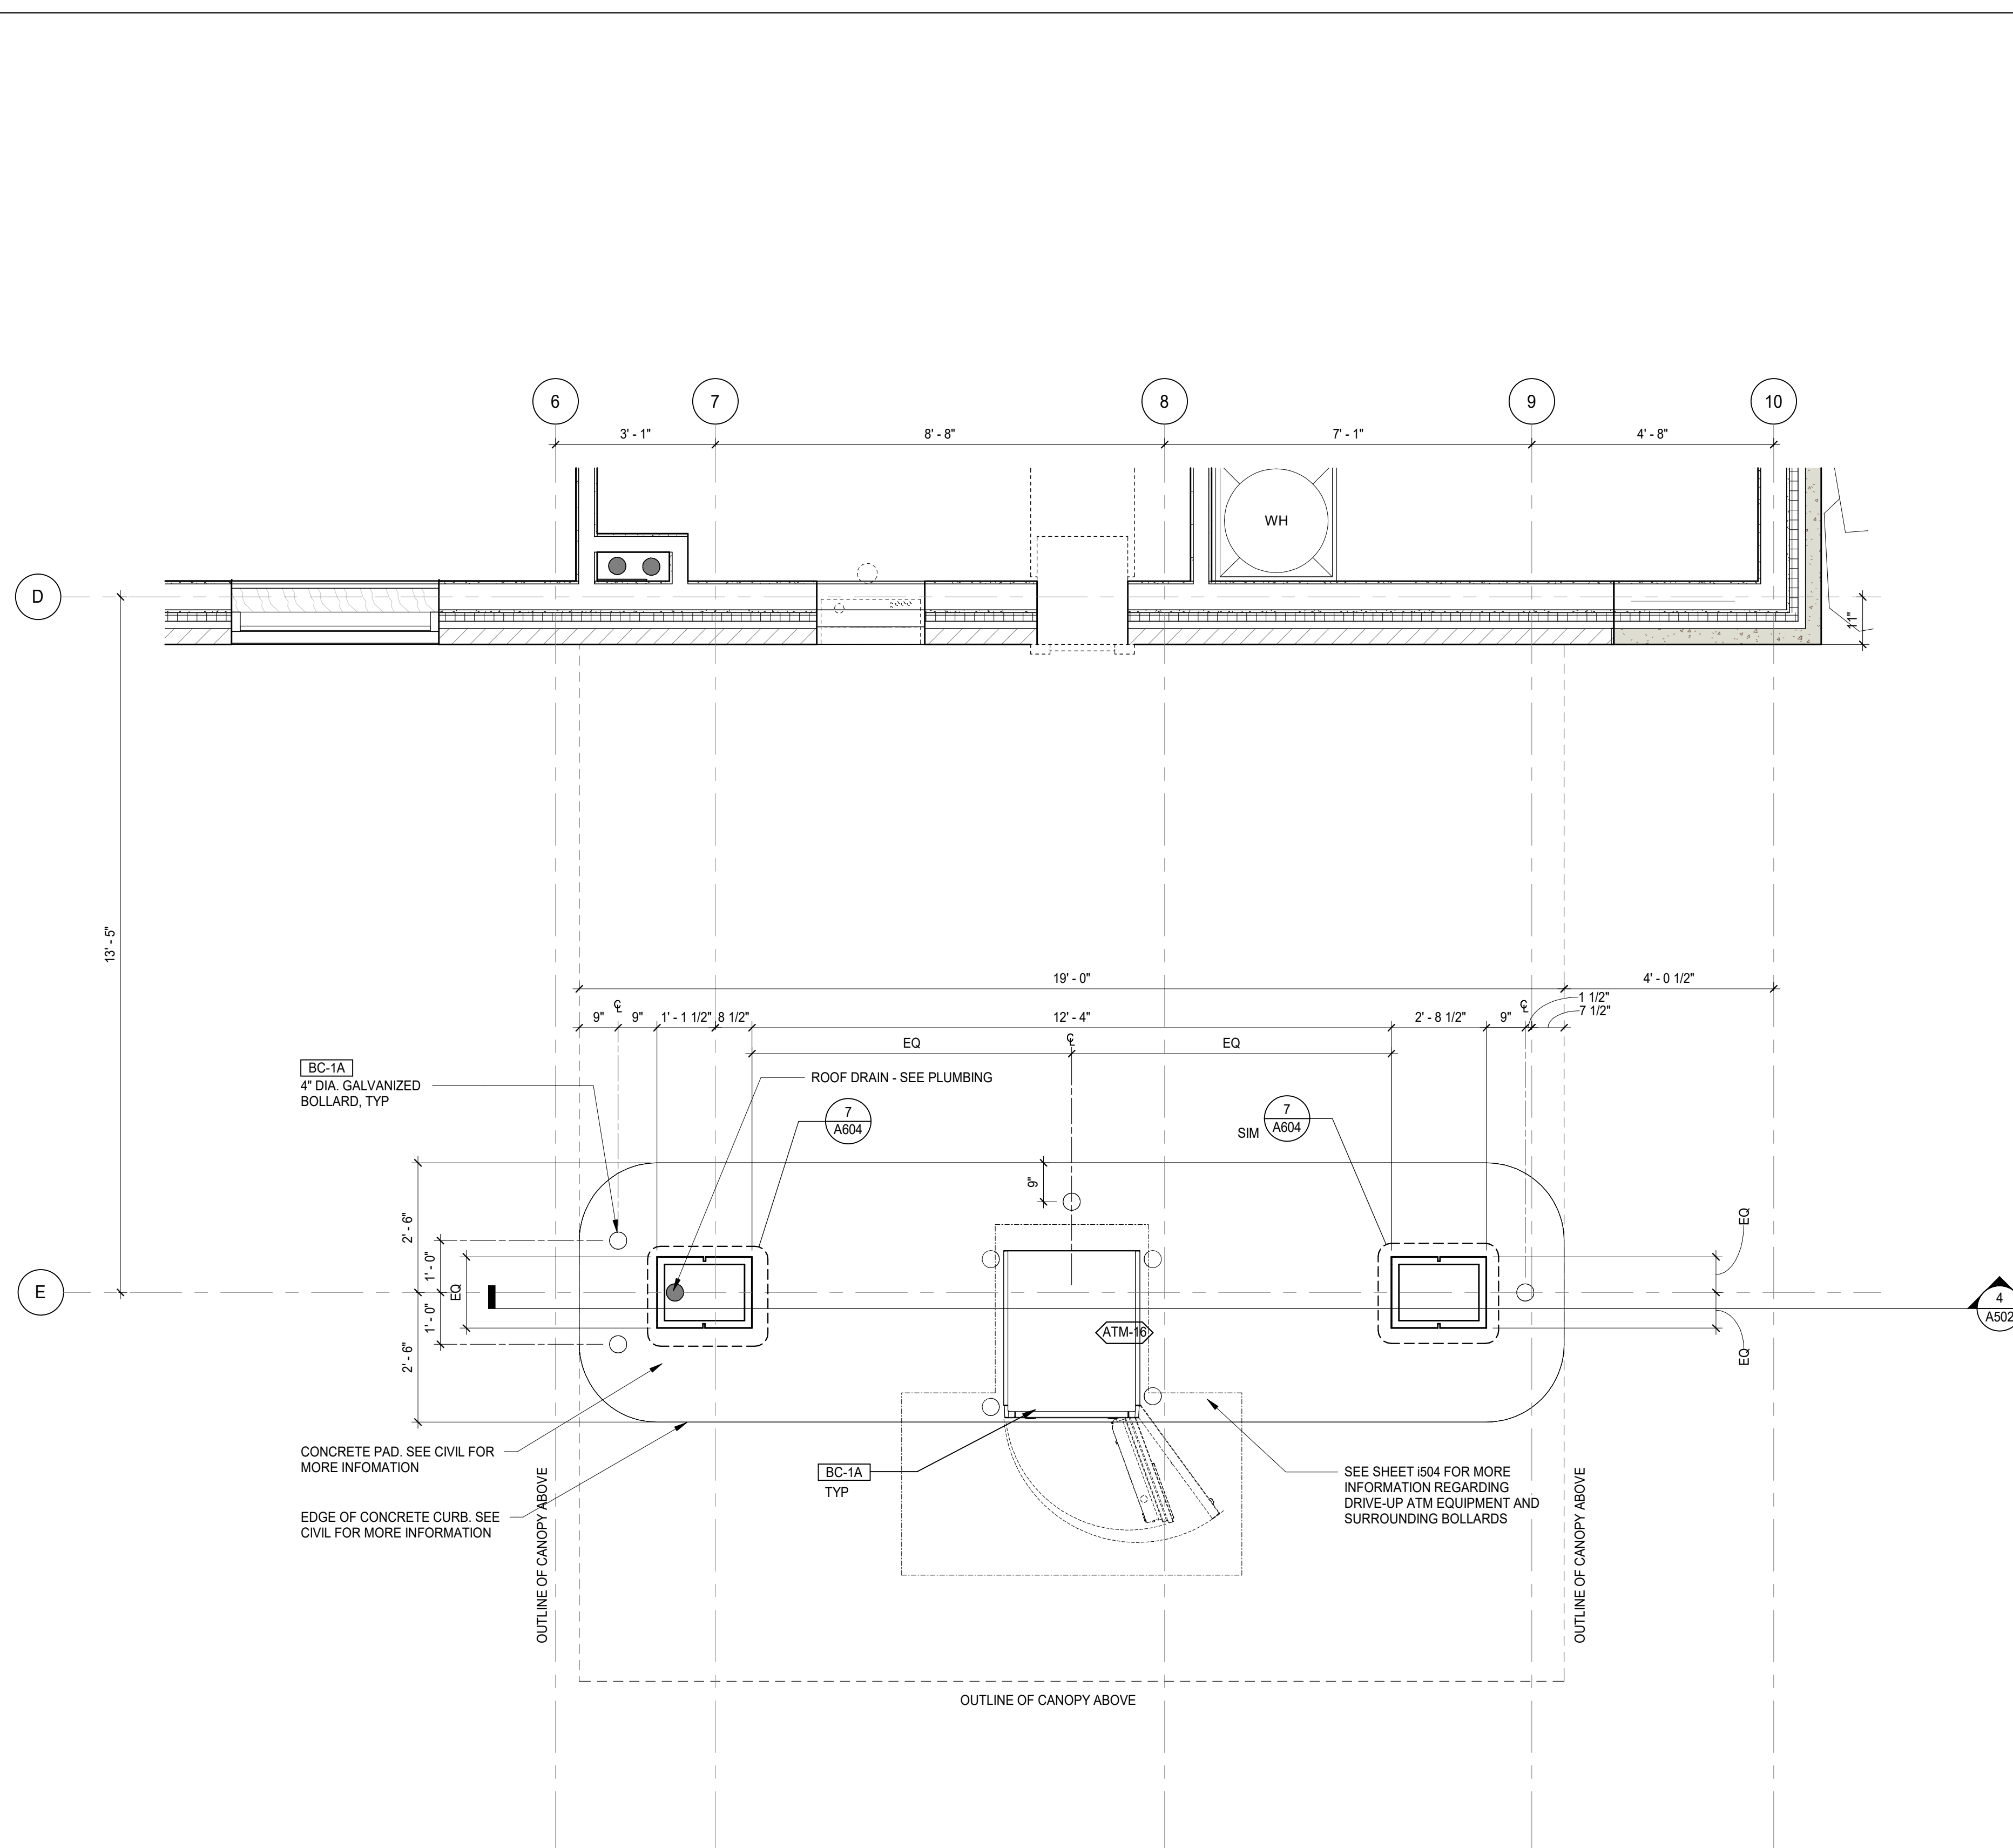 6
7
8
9
10
3' - 1"
8' - 8"
7' - 1"
4' - 8"
WH
D
11"
13' - 5"
19' - 0"
4' - 0 1/2"
1 1/2"
7 1/2"
9"
℄
9"
1' - 1 1/2"
8 1/2"
12' - 4"
2' - 8 1/2"
9"
℄
EQ
℄
EQ
BC-1A
4" DIA. GALVANIZED
BOLLARD, TYP
ROOF DRAIN - SEE PLUMBING
7
A604
SIM
7
A604
9"
2' - 6"
1' - 0"
EQ
1' - 0"
2' - 6"
E
EQ
EQ
4
A502
ATM-16
CONCRETE PAD. SEE CIVIL FOR
MORE INFOMATION
EDGE OF CONCRETE CURB. SEE
CIVIL FOR MORE INFORMATION
OUTLINE OF CANOPY ABOVE
BC-1A
TYP
SEE SHEET i504 FOR MORE
INFORMATION REGARDING
DRIVE-UP ATM EQUIPMENT AND
SURROUNDING BOLLARDS
OUTLINE OF CANOPY ABOVE
OUTLINE OF CANOPY ABOVE